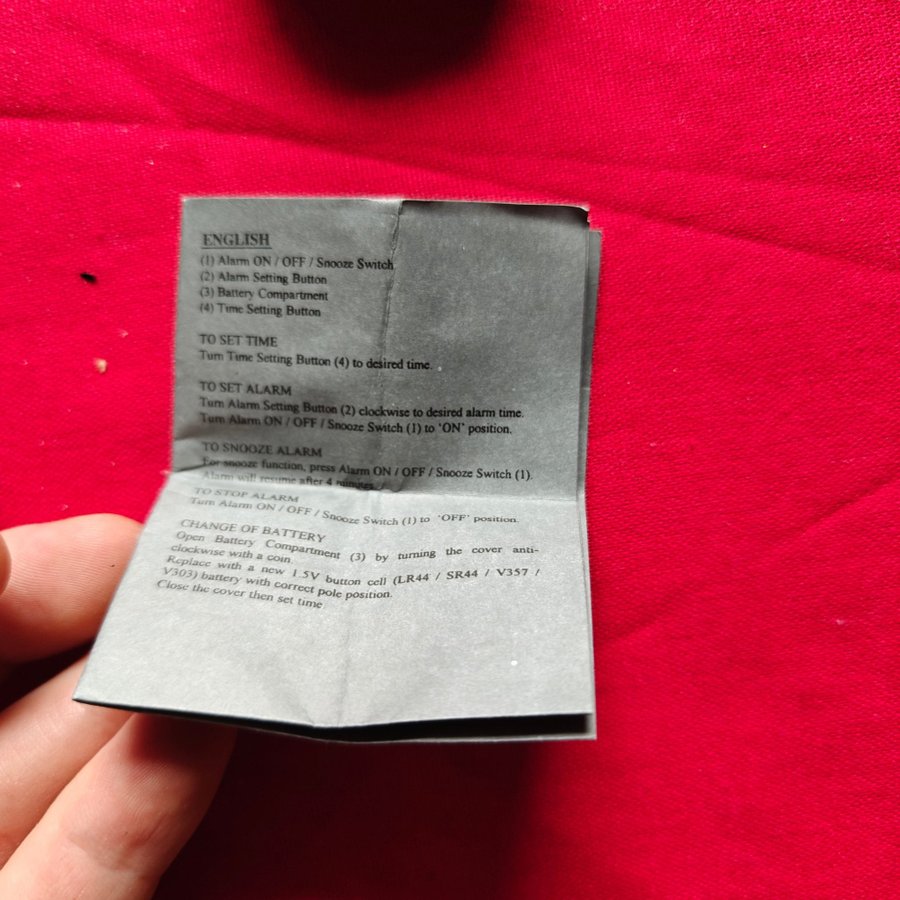 ENGLISH
(1) Alarm ON / OFF / Snooze Switch
(2) Alarm Setting Button
(3) Battery Compartment
(4) Time Setting Button
TO SET TIME
Turn Time Setting Button (4) to desired time.
TO SET ALARM
Turn Alarm Setting Button (2) clockwise to desired alarm time.
Turn Alarm ON / OFF / Snooze Switch (1) to 'ON' position.
TO SNOOZE ALARM
For snooze function, press Alarm ON / OFF / Snooze Switch (1).
Alarm will resume after 4 minutes.
TO STOP ALARM
Turn Alarm ON / OFF / Snooze Switch (1) to 'OFF' position.
CHANGE OF BATTERY
Open Battery Compartment (3) by turning the cover anti-
clockwise with a coin.
Replace with a new 1.5V button cell (LR44 / SR44 / V357 /
V303) battery with correct pole position.
Close the cover then set time